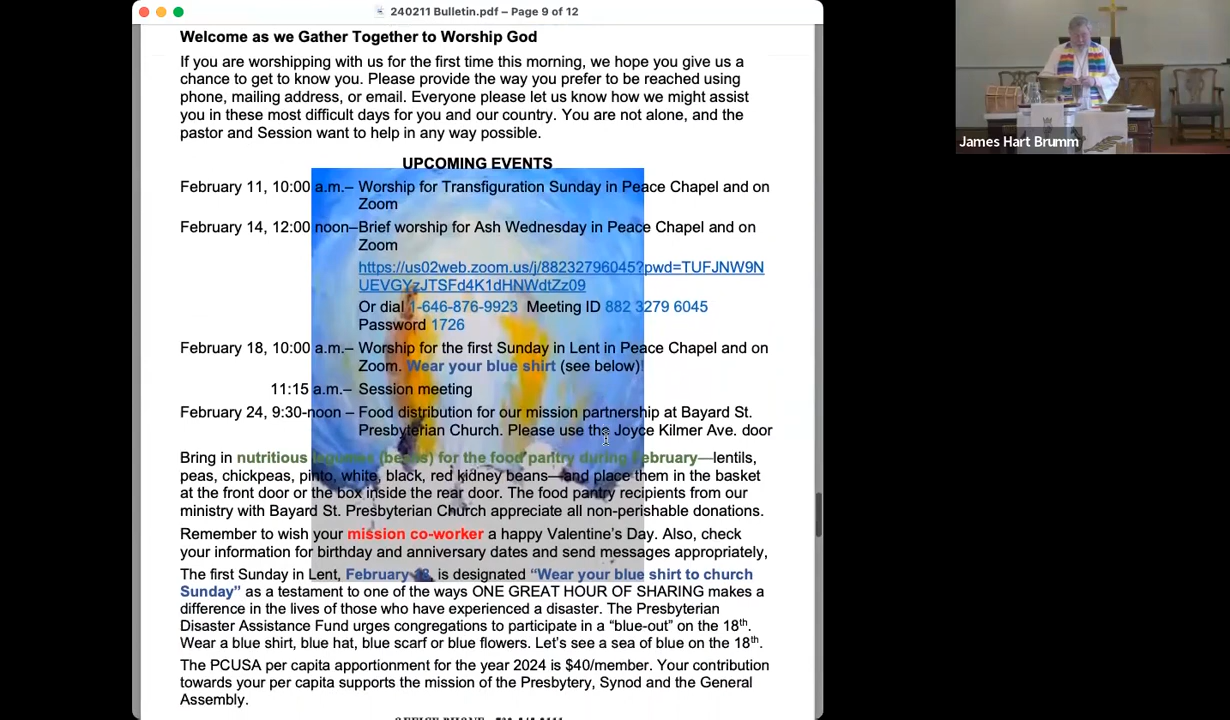 240211 Bulletin.pdf – Page 9 of 12
Welcome as we Gather Together to Worship God
If you are worshipping with us for the first time this morning, we hope you give us a
chance to get to know you. Please provide the way you prefer to be reached using
phone, mailing address, or email. Everyone please let us know how we might assist
you in these most difficult days for you and our country. You are not alone, and the
pastor and Session want to help in any way possible.
UPCOMING EVENTS
February 11, 10:00 a.m.– Worship for Transfiguration Sunday in Peace Chapel and on
Zoom
February 14, 12:00 noon–Brief worship for Ash Wednesday in Peace Chapel and on
Zoom
https://us02web.zoom.us/j/88232796045?pwd=TUFJNW9N
UEVGYzJTSFd4K1dHNWdtZz09
Or dial 1-646-876-9923 Meeting ID 882 3279 6045
Password 1726
February 18, 10:00 a.m.– Worship for the first Sunday in Lent in Peace Chapel and on
Zoom. Wear your blue shirt (see below)!
11:15 a.m.– Session meeting
February 24, 9:30-noon – Food distribution for our mission partnership at Bayard St.
Presbyterian Church. Please use the Joyce Kilmer Ave. door
Bring in nutritious legumes (beans) for the food pantry during February—lentils,
peas, chickpeas, pinto, white, black, red kidney beans—and place them in the basket
at the front door or the box inside the rear door. The food pantry recipients from our
ministry with Bayard St. Presbyterian Church appreciate all non-perishable donations.
Remember to wish your mission co-worker a happy Valentine's Day. Also, check
your information for birthday and anniversary dates and send messages appropriately,
The first Sunday in Lent, February 18, is designated "Wear your blue shirt to church
Sunday" as a testament to one of the ways ONE GREAT HOUR OF SHARING makes a
difference in the lives of those who have experienced a disaster. The Presbyterian
Disaster Assistance Fund urges congregations to participate in a "blue-out" on the 18th.
Wear a blue shirt, blue hat, blue scarf or blue flowers. Let's see a sea of blue on the 18th.
The PCUSA per capita apportionment for the year 2024 is $40/member. Your contribution
towards your per capita supports the mission of the Presbytery, Synod and the General
Assembly.
James Hart Brumm